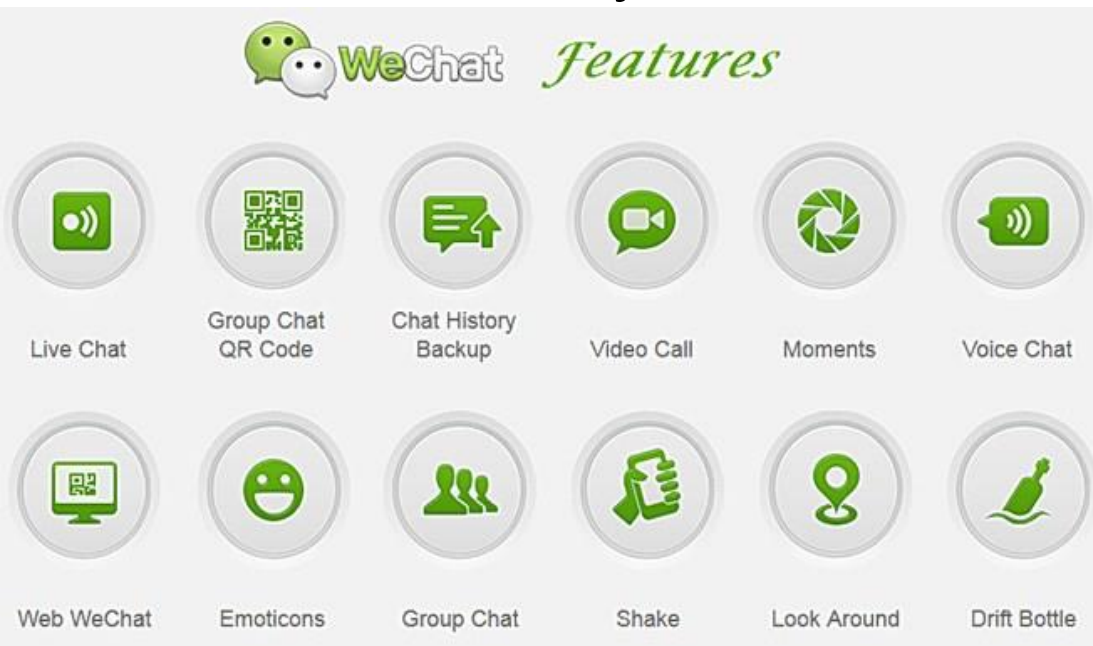 WeChat Features
Live Chat
Group Chat
QR Code
Chat History
Backup
Video Call
Moments
Voice Chat
Web WeChat
Emoticons
Group Chat
Shake
Look Around
Drift Bottle